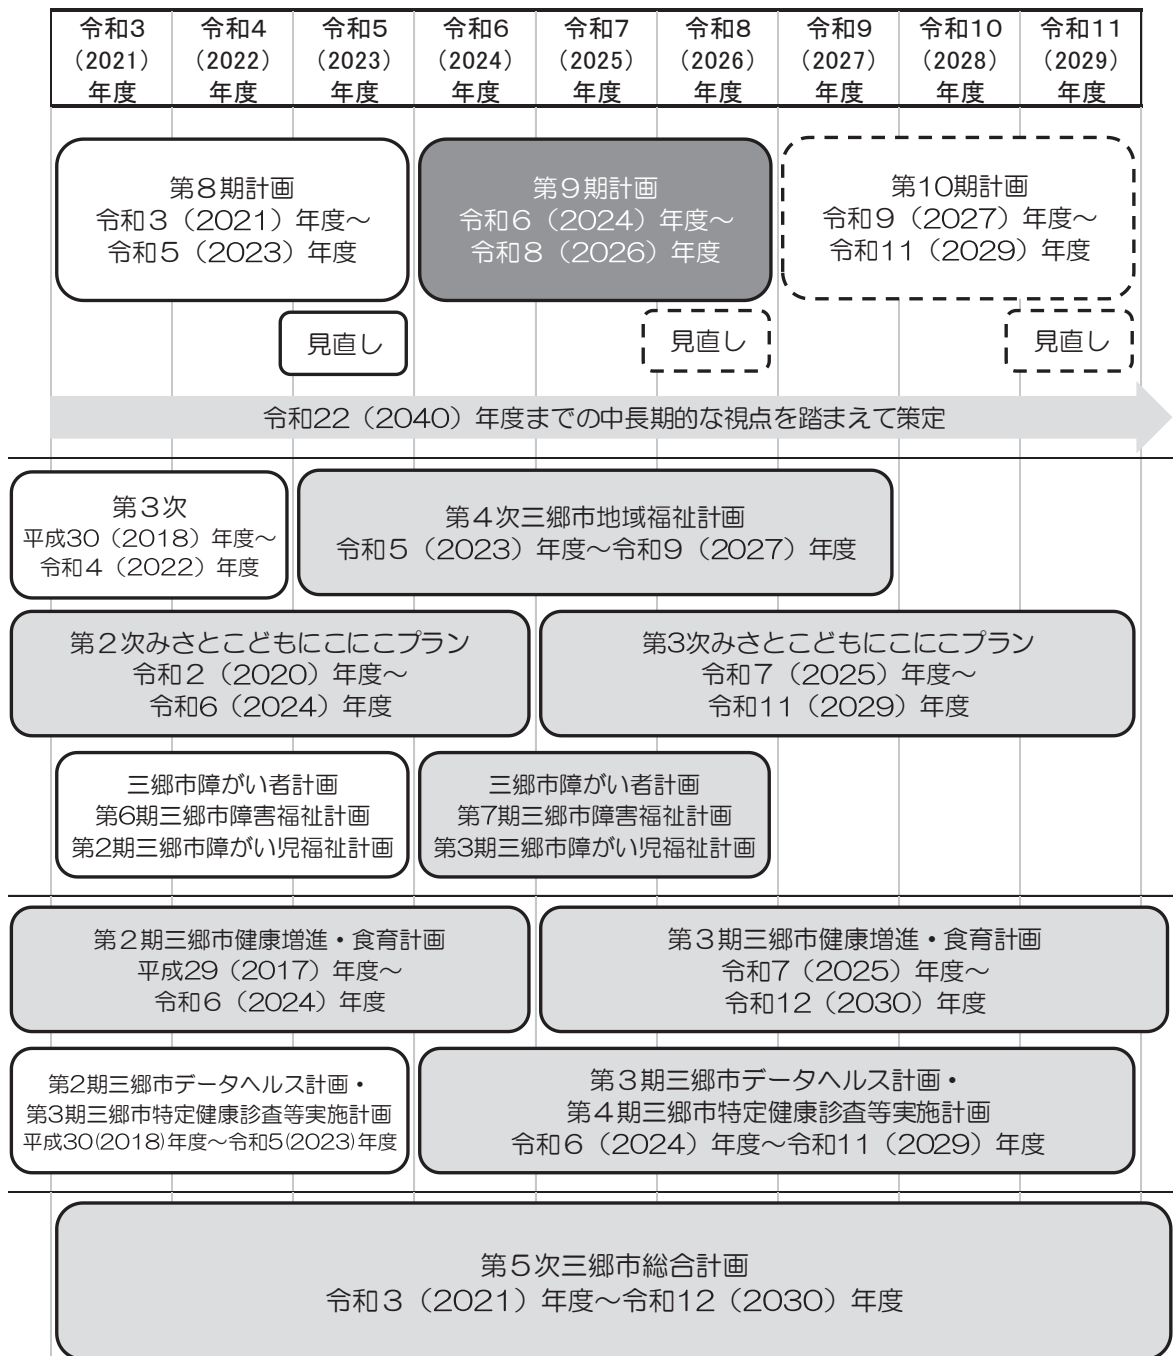 令和3 令和4 令和5 令和6 令和7 令和8 令和9 令和10 令和11
（2021） （2022） （2023） （2024） （2025） （2026） （2027） （2028） （2029）
年度 年度 年度 年度 年度 年度 年度 年度 年度
第８期計画
令和３（2021）年度～
令和５（2023）年度
第９期計画
令和６（2024）年度～
令和８（2026）年度
第10期計画
令和９（2027）年度～
令和11（2029）年度
見直し
見直し
見直し
令和22（2040）年度までの中長期的な視点を踏まえて策定
第３次
平成30（2018）年度～
令和４（2022）年度
第４次三郷市地域福祉計画
令和５（2023）年度～令和９（2027）年度
第２次みさとこどもにこにこプラン
令和２（2020）年度～
令和6（2024）年度
第3次みさとこどもにこにこプラン
令和７（2025）年度～
令和11（2029）年度
三郷市障がい者計画
第6期三郷市障害福祉計画
第2期三郷市障がい児福祉計画
三郷市障がい者計画
第7期三郷市障害福祉計画
第3期三郷市障がい児福祉計画
第２期三郷市健康増進・食育計画
平成29（2017）年度～
令和６（2024）年度
第３期三郷市健康増進・食育計画
令和７（2025）年度～
令和12（2030）年度
第2期三郷市データヘルス計画・
第3期三郷市特定健康診査等実施計画
平成30(2018)年度～令和5(2023)年度
第３期三郷市データヘルス計画・
第４期三郷市特定健康診査等実施計画
令和６（2024）年度～令和11（2029）年度
第５次三郷市総合計画
令和３（2021）年度～令和12（2030）年度